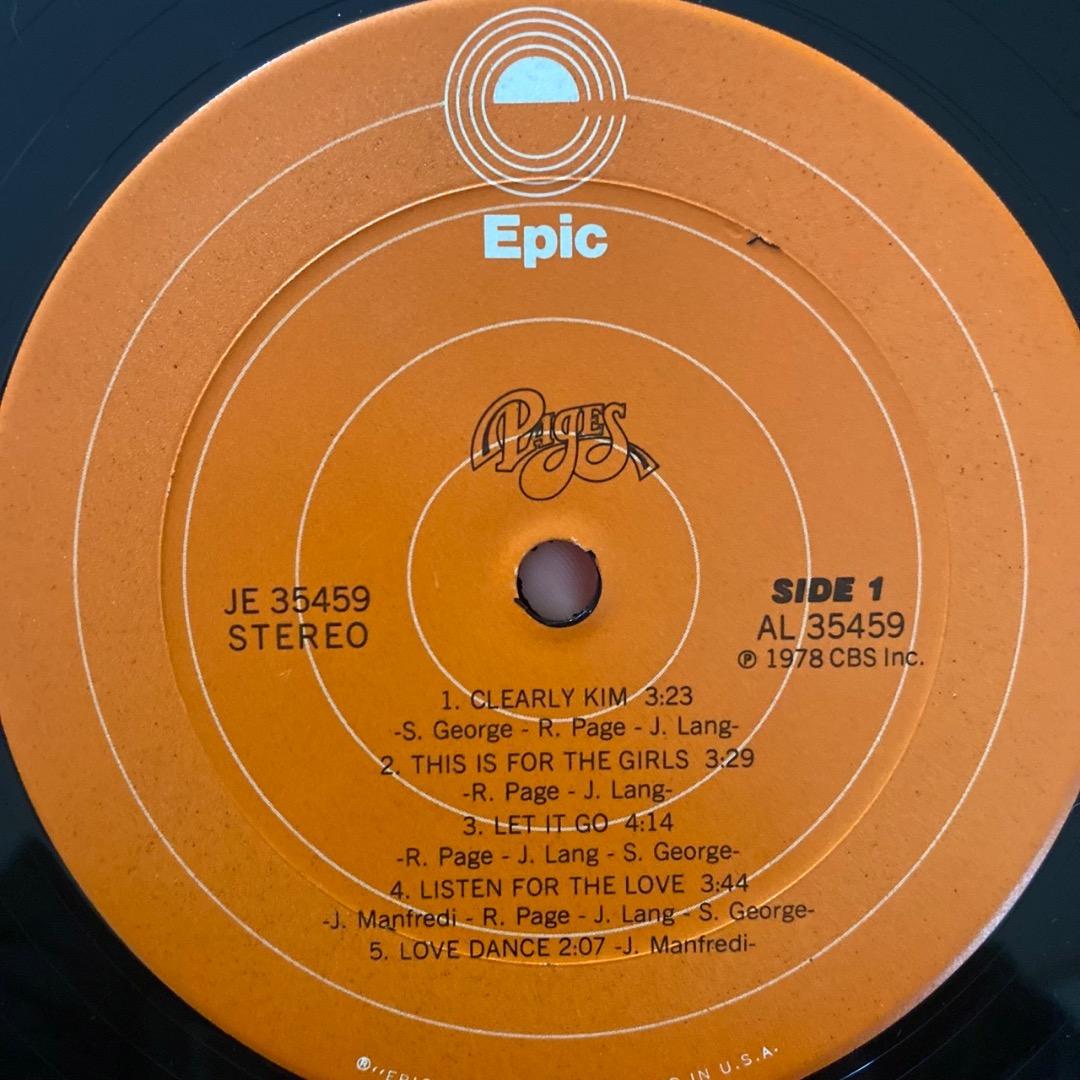 Epic
PAGES
JE 35459
STEREO
SIDE 1
AL 35459
Ⓟ 1978 CBS Inc.
1. CLEARLY KIM 3:23
-S. George - R. Page - J. Lang-
2. THIS IS FOR THE GIRLS 3:29
-R. Page - J. Lang-
3. LET IT GO 4:14
-R. Page - J. Lang - S. George-
4. LISTEN FOR THE LOVE 3:44
-J. Manfredi - R. Page - J. Lang - S. George-
5. LOVE DANCE 2:07 -J. Manfredi-
IN U.S.A.